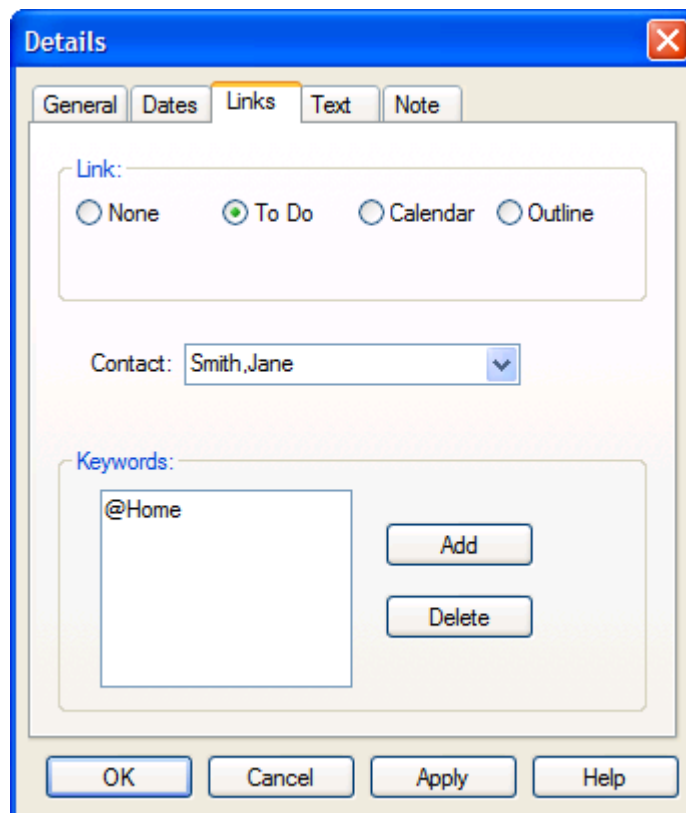 Details
General Dates Links Text Note
Link:
None To Do Calendar Outline
Contact: Smith,Jane
Keywords:
@Home
Add
Delete
OK Cancel Apply Help